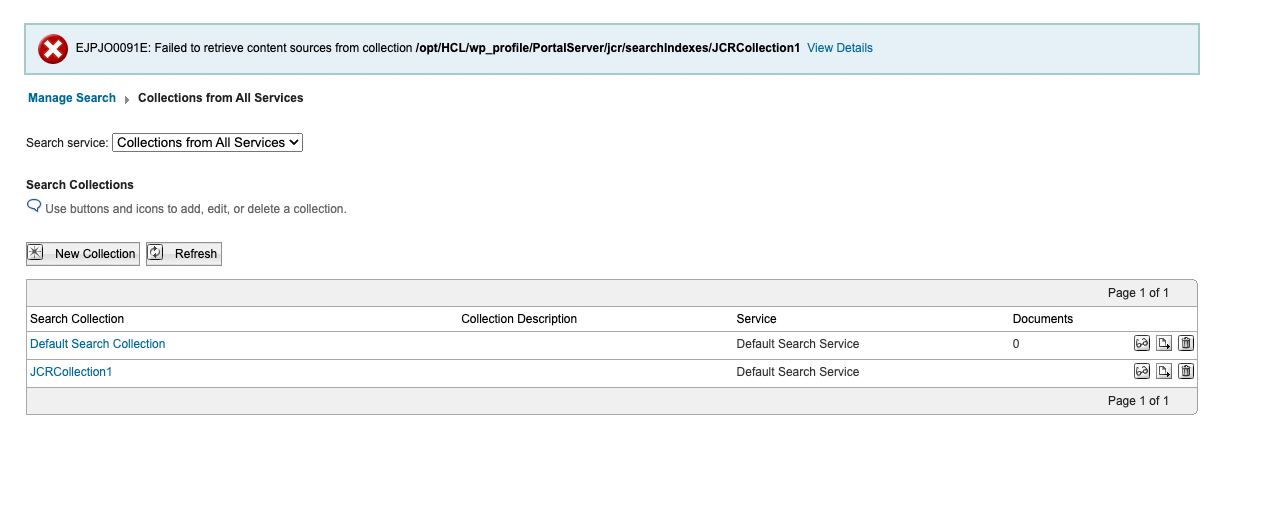 EJPJO0091E: Failed to retrieve content sources from collection /opt/HCL/wp_profile/PortalServer/jcr/searchIndexes/JCRCollection1 View Details
Manage Search Collections from All Services
Search service: Collections from All Services
Search Collections
Use buttons and icons to add, edit, or delete a collection.
New Collection Refresh
Page 1 of 1
Search Collection Collection Description Service Documents
Default Search Collection Default Search Service 0
JCRCollection1 Default Search Service
Page 1 of 1